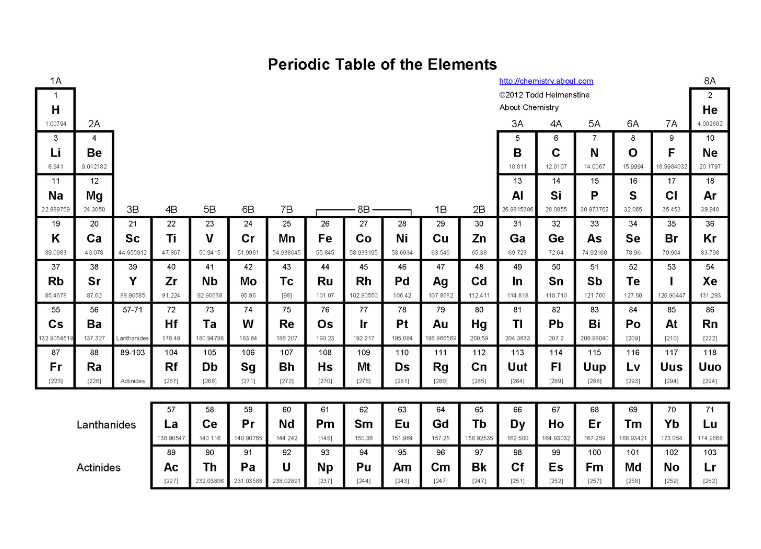 Periodic Table of the Elements
1A http://chemistry.about.com 8A
1 ©2012 Todd Helmenstine 2
H About Chemistry He
1.00794 2A 3A 4A 5A 6A 7A 4.002602
3 4 5 6 7 8 9 10
Li Be B C N O F Ne
6.941 9.012182 10.811 12.0107 14.0067 15.9994 18.9984032 20.1797
11 12 13 14 15 16 17 18
Na Mg Al Si P S Cl Ar
22.989769 24.3050 3B 4B 5B 6B 7B 8B 1B 2B 26.9815386 28.0855 30.973762 32.065 35.453 39.948
19 20 21 22 23 24 25 26 27 28 29 30 31 32 33 34 35 36
K Ca Sc Ti V Cr Mn Fe Co Ni Cu Zn Ga Ge As Se Br Kr
39.0983 40.078 44.955912 47.867 50.9415 51.9961 54.938045 55.845 58.933195 58.6934 63.546 65.38 69.723 72.64 74.92160 78.96 79.904 83.798
37 38 39 40 41 42 43 44 45 46 47 48 49 50 51 52 53 54
Rb Sr Y Zr Nb Mo Tc Ru Rh Pd Ag Cd In Sn Sb Te I Xe
85.4678 87.62 88.90585 91.224 92.90638 95.96 [98] 101.07 102.90550 106.42 107.8682 112.411 114.818 118.710 121.760 127.60 126.90447 131.293
55 56 57-71 72 73 74 75 76 77 78 79 80 81 82 83 84 85 86
Cs Ba Hf Ta W Re Os Ir Pt Au Hg Tl Pb Bi Po At Rn
132.9054519 137.327 Lanthanides 178.49 180.94788 183.84 186.207 190.23 192.217 195.084 196.966569 200.59 204.3833 207.2 208.98040 [209] [210] [222]
87 88 89-103 104 105 106 107 108 109 110 111 112 113 114 115 116 117 118
Fr Ra Rf Db Sg Bh Hs Mt Ds Rg Cn Uut Fl Uup Lv Uus Uuo
[223] [226] Actinides [267] [268] [271] [272] [270] [276] [281] [280] [285] [284] [289] [288] [293] [294] [294]
57 58 59 60 61 62 63 64 65 66 67 68 69 70 71
Lanthanides La Ce Pr Nd Pm Sm Eu Gd Tb Dy Ho Er Tm Yb Lu
138.90547 140.116 140.90765 144.242 [145] 150.36 151.964 157.25 158.92535 162.500 164.93032 167.259 168.93421 173.054 174.9668
89 90 91 92 93 94 95 96 97 98 99 100 101 102 103
Actinides Ac Th Pa U Np Pu Am Cm Bk Cf Es Fm Md No Lr
[227] 232.03806 231.03588 238.02891 [237] [244] [243] [247] [247] [251] [252] [257] [258] [259] [262]